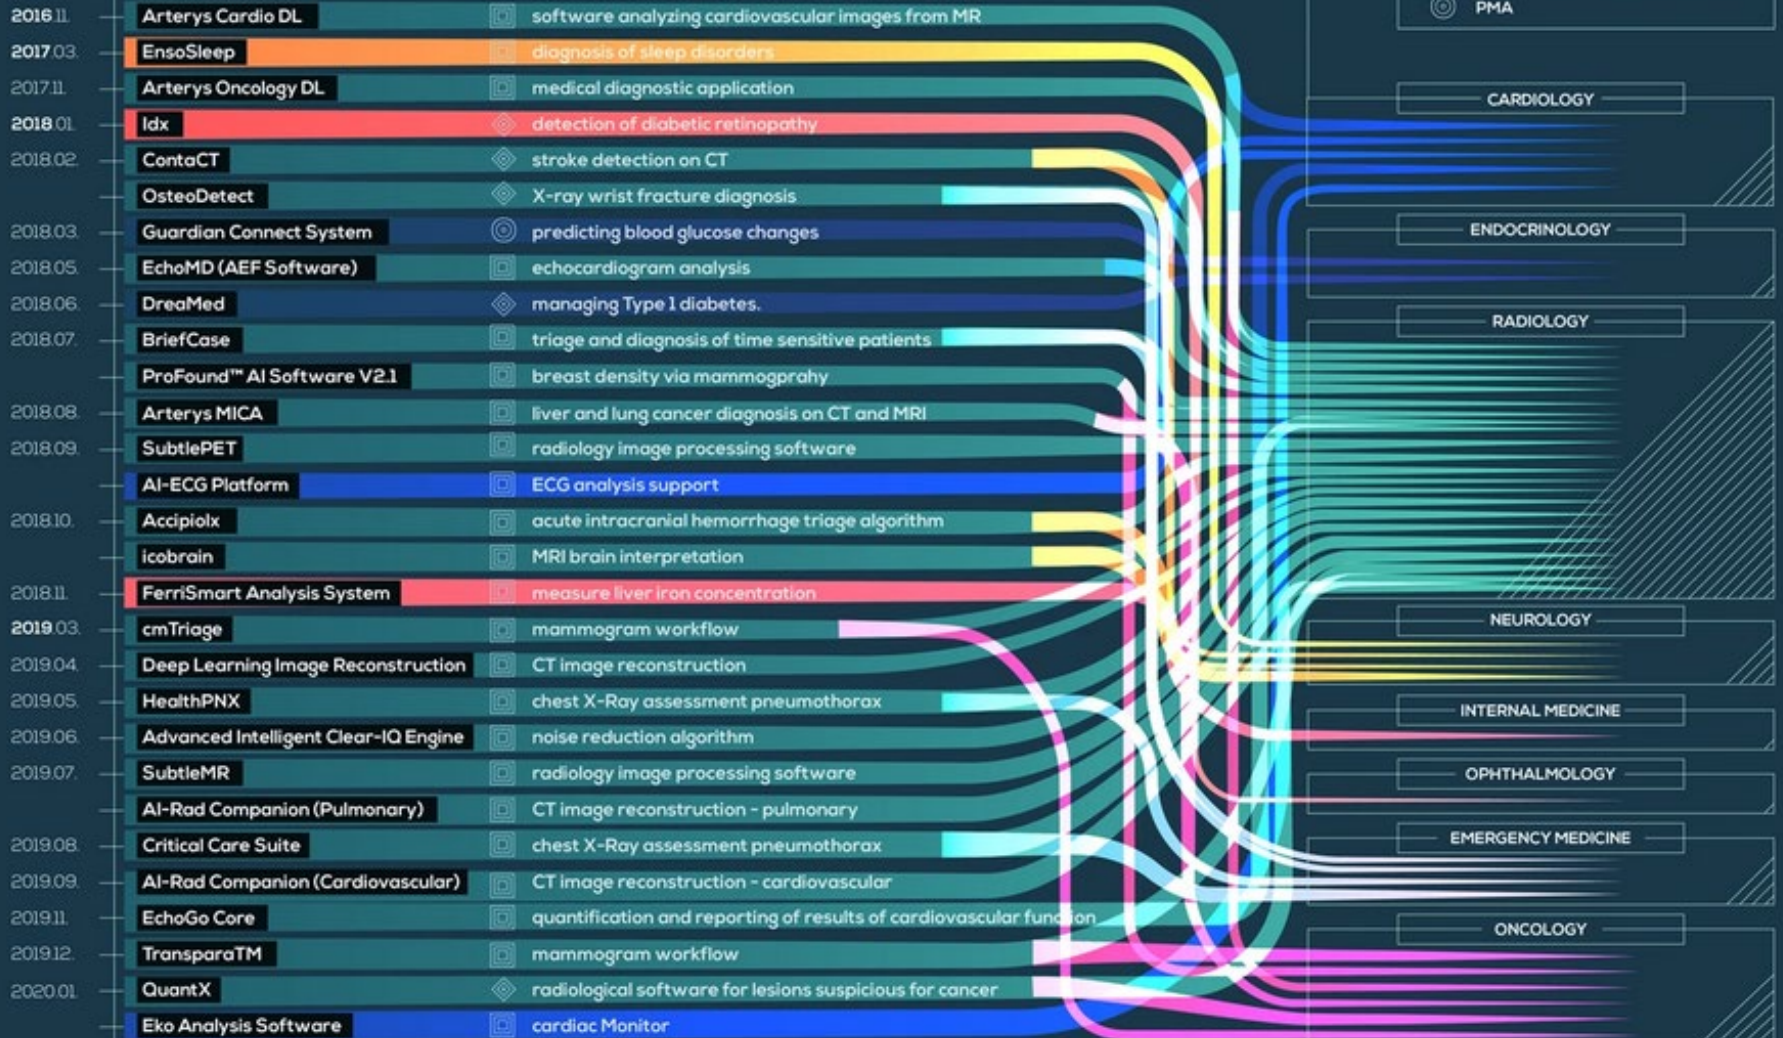 2016.11. Arterys Cardio DL software analyzing cardiovascular images from MR
PMA
2017.03. EnsoSleep diagnosis of sleep disorders
2017.11. Arterys Oncology DL medical diagnostic application
CARDIOLOGY
2018.01. Idx detection of diabetic retinopathy
2018.02. ContaCT stroke detection on CT
OsteoDetect X-ray wrist fracture diagnosis
2018.03. Guardian Connect System predicting blood glucose changes
ENDOCRINOLOGY
2018.05. EchoMD (AEF Software) echocardiogram analysis
2018.06. DreaMed managing Type 1 diabetes.
RADIOLOGY
2018.07. BriefCase triage and diagnosis of time sensitive patients
ProFound™ AI Software V2.1 breast density via mammogprahy
2018.08. Arterys MICA liver and lung cancer diagnosis on CT and MRI
2018.09. SubtlePET radiology image processing software
AI-ECG Platform ECG analysis support
2018.10. Accipiolx acute intracranial hemorrhage triage algorithm
icobrain MRI brain interpretation
2018.11. FerriSmart Analysis System measure liver iron concentration
NEUROLOGY
2019.03. cmTriage mammogram workflow
2019.04. Deep Learning Image Reconstruction CT image reconstruction
2019.05. HealthPNX chest X-Ray assessment pneumothorax
INTERNAL MEDICINE
2019.06. Advanced Intelligent Clear-IQ Engine noise reduction algorithm
2019.07. SubtleMR radiology image processing software
OPHTHALMOLOGY
AI-Rad Companion (Pulmonary) CT image reconstruction - pulmonary
EMERGENCY MEDICINE
2019.08. Critical Care Suite chest X-Ray assessment pneumothorax
2019.09. AI-Rad Companion (Cardiovascular) CT image reconstruction - cardiovascular
2019.11. EchoGo Core quantification and reporting of results of cardiovascular function
ONCOLOGY
2019.12. TransparaTM mammogram workflow
2020.01. QuantX radiological software for lesions suspicious for cancer
Eko Analysis Software cardiac Monitor